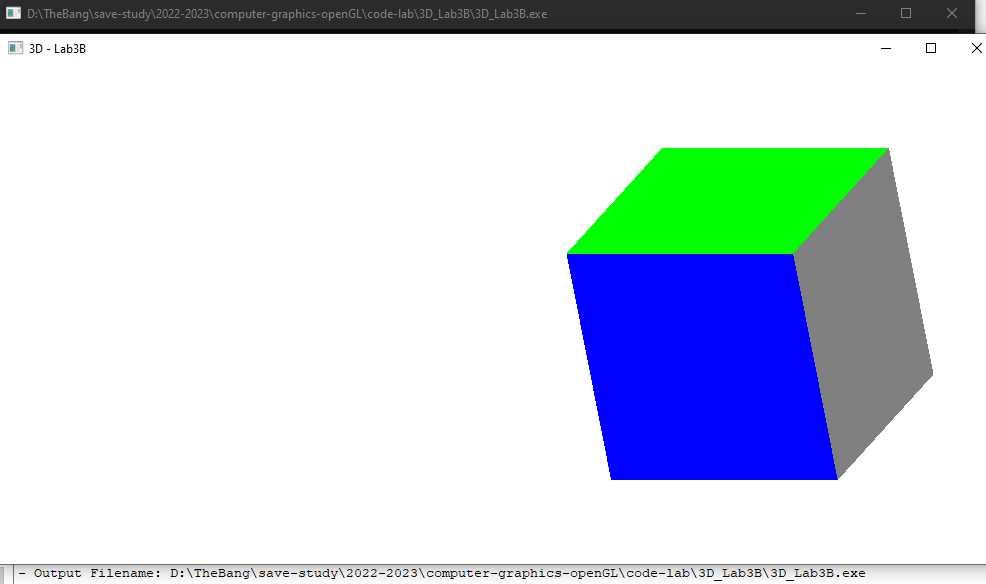 D:\TheBang\save-study\2022-2023\computer-graphics-openGL\code-lab\3D_Lab3B\3D_Lab3B.exe
3D - Lab3B
- Output Filename: D:\TheBang\save-study\2022-2023\computer-graphics-openGL\code-lab\3D_Lab3B\3D_Lab3B.exe